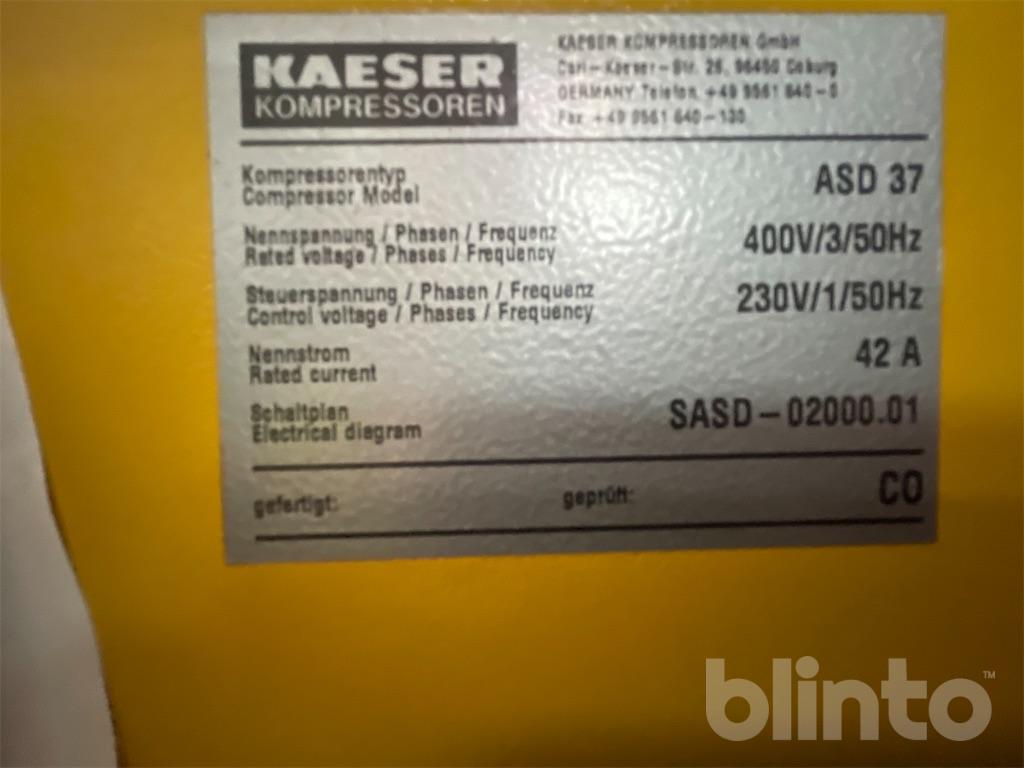 KAESER
KOMPRESSOREN
KAESER KOMPRESSOREN GmbH
Carl-Kaeser-Str. 26, 96450 Coburg
GERMANY Telefon +49 9561 640-0
Fax +49 9561 640-130
Kompressorentyp
Compressor Model
ASD 37
Nennspannung / Phasen / Frequenz
Rated voltage / Phases / Frequency
400V/3/50Hz
Steuerspannung / Phasen / Frequenz
Control voltage / Phases / Frequency
230V/1/50Hz
Nennstrom
Rated current
42 A
Schaltplan
Electrical diagram
SASD-02000.01
gefertigt:
geprüft:
CO
blinto™